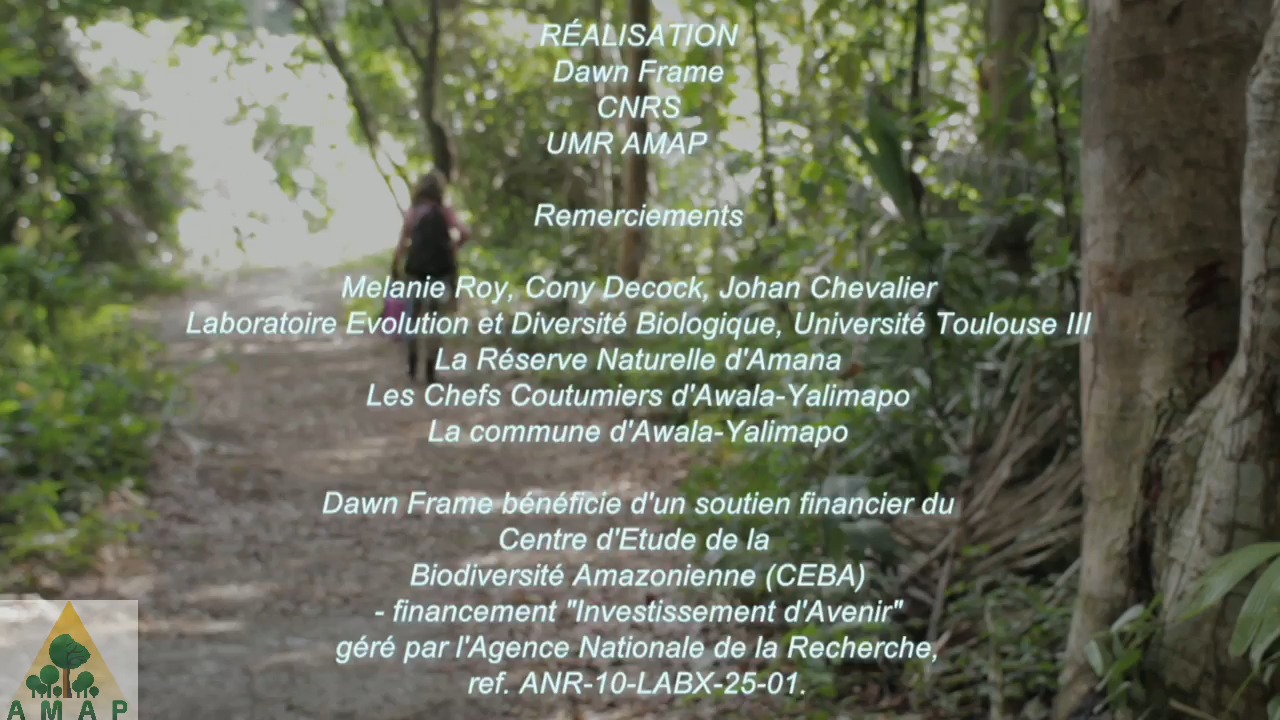 RÉALISATION
Dawn Frame
CNRS
UMR AMAP
Remerciements
Melanie Roy, Cony Decock, Johan Chevalier
Laboratoire Evolution et Diversité Biologique, Université Toulouse III
La Réserve Naturelle d'Amana
Les Chefs Coutumiers d'Awala-Yalimapo
La commune d'Awala-Yalimapo
Dawn Frame bénéficie d'un soutien financier du
Centre d'Etude de la
Biodiversité Amazonienne (CEBA)
- financement "Investissement d'Avenir"
géré par l'Agence Nationale de la Recherche,
ref. ANR-10-LABX-25-01.
AMAP